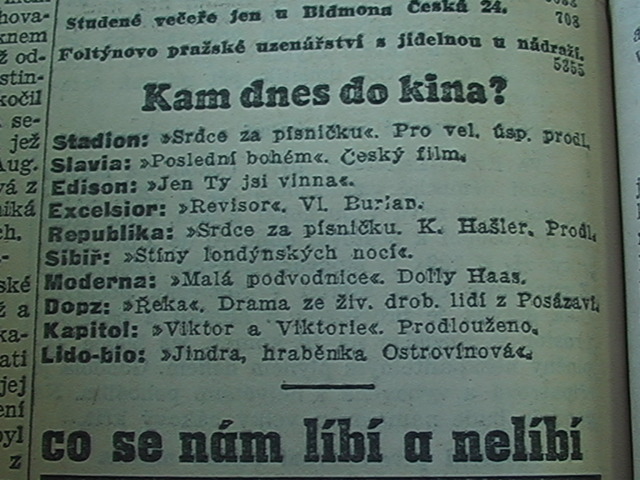 Studené večeře jen u Bidmona Česká 24.
703
Foltýnovo pražské uzenářství s jídelnou u nádraží.
5355
Kam dnes do kina?
Stadion: »Srdce za písničku«. Pro vel. úsp. prodl.
Slavia: »Poslední bohém«. Český film.
Edison: »Jen Ty jsi vinna«.
Excelsior: »Revisor«. Vl. Burian.
Republika: »Srdce za písničku. K. Hašler. Prodl.
Sibiř: »Stíny londýnských nocí«.
Moderna: »Malá podvodnice«. Dolly Haas.
Dopz: »Řeka«. Drama ze živ. drob. lidí z Posázaví.
Kapitol: »Viktor a Viktorie«. Prodlouženo.
Lido-bio: »Jindra, hraběnka Ostrovínová«.
co se nám líbí a nelíbí